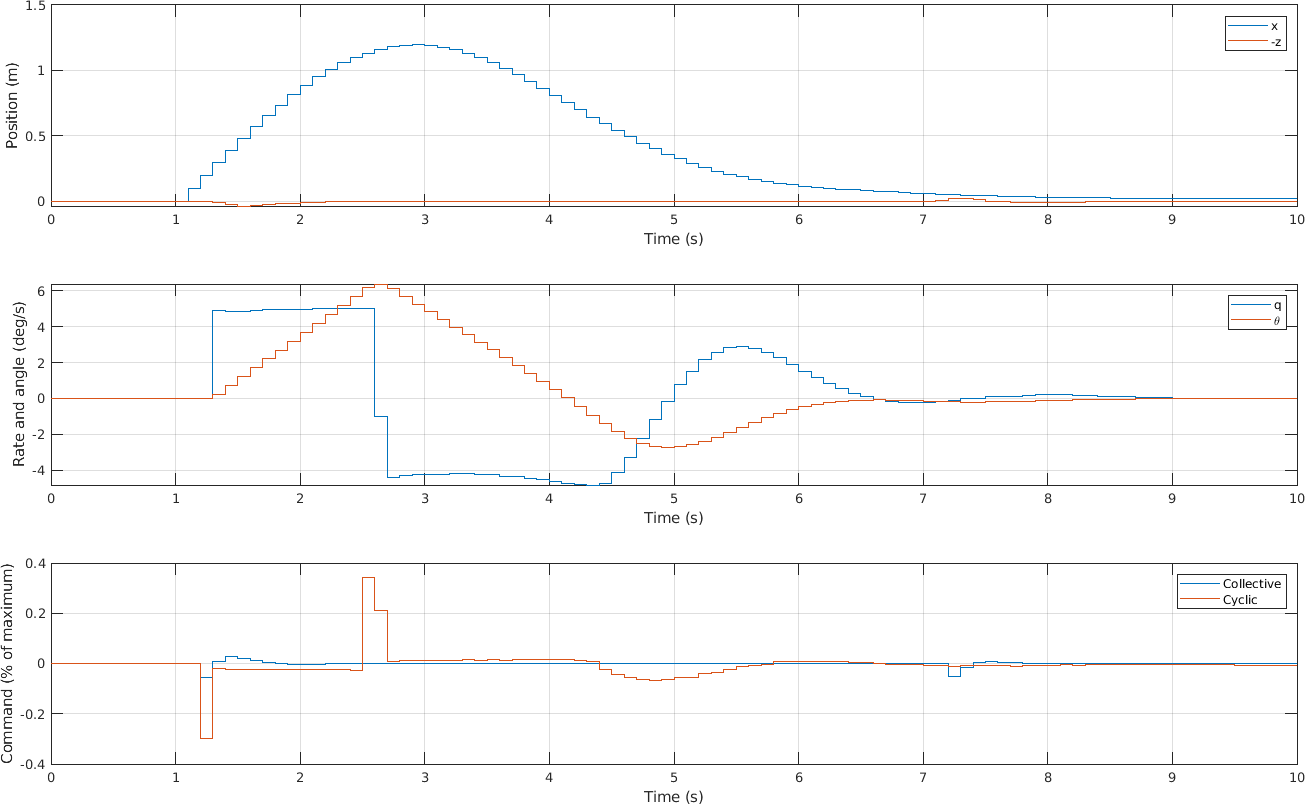 1.5
1
0.5
0
Position (m)
x
-z
0 1 2 3 4 5 6 7 8 9 10
Time (s)
6
4
2
0
-2
-4
Rate and angle (deg/s)
q
θ
0 1 2 3 4 5 6 7 8 9 10
Time (s)
0.4
0.2
0
-0.2
-0.4
Command (% of maximum)
Collective
Cyclic
0 1 2 3 4 5 6 7 8 9 10
Time (s)